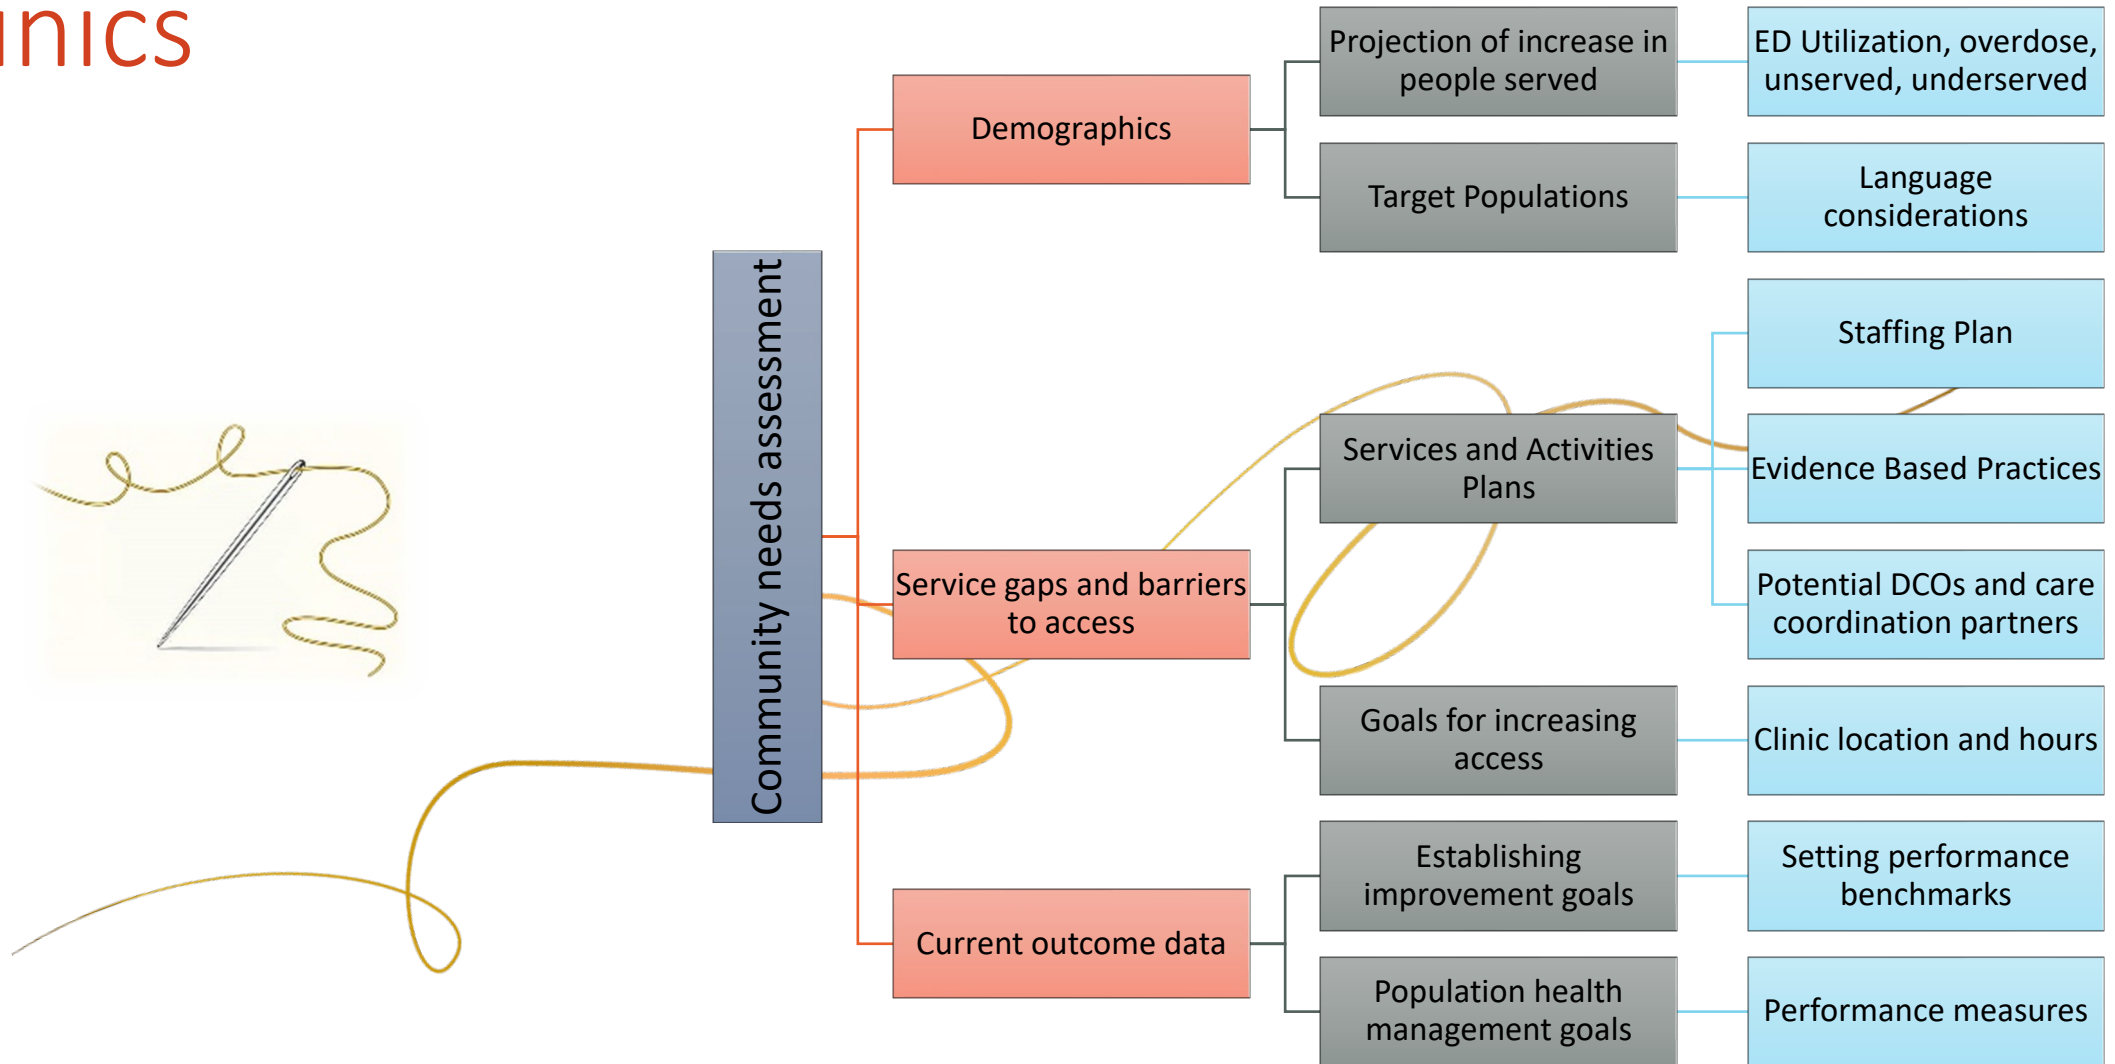 Community needs assessment
Demographics
Projection of increase in
people served
ED Utilization, overdose,
unserved, underserved
Target Populations
Language
considerations
Service gaps and barriers
to access
Services and Activities
Plans
Staffing Plan
Evidence Based Practices
Potential DCOs and care
coordination partners
Goals for increasing
access
Clinic location and hours
Current outcome data
Establishing
improvement goals
Setting performance
benchmarks
Population health
management goals
Performance measures